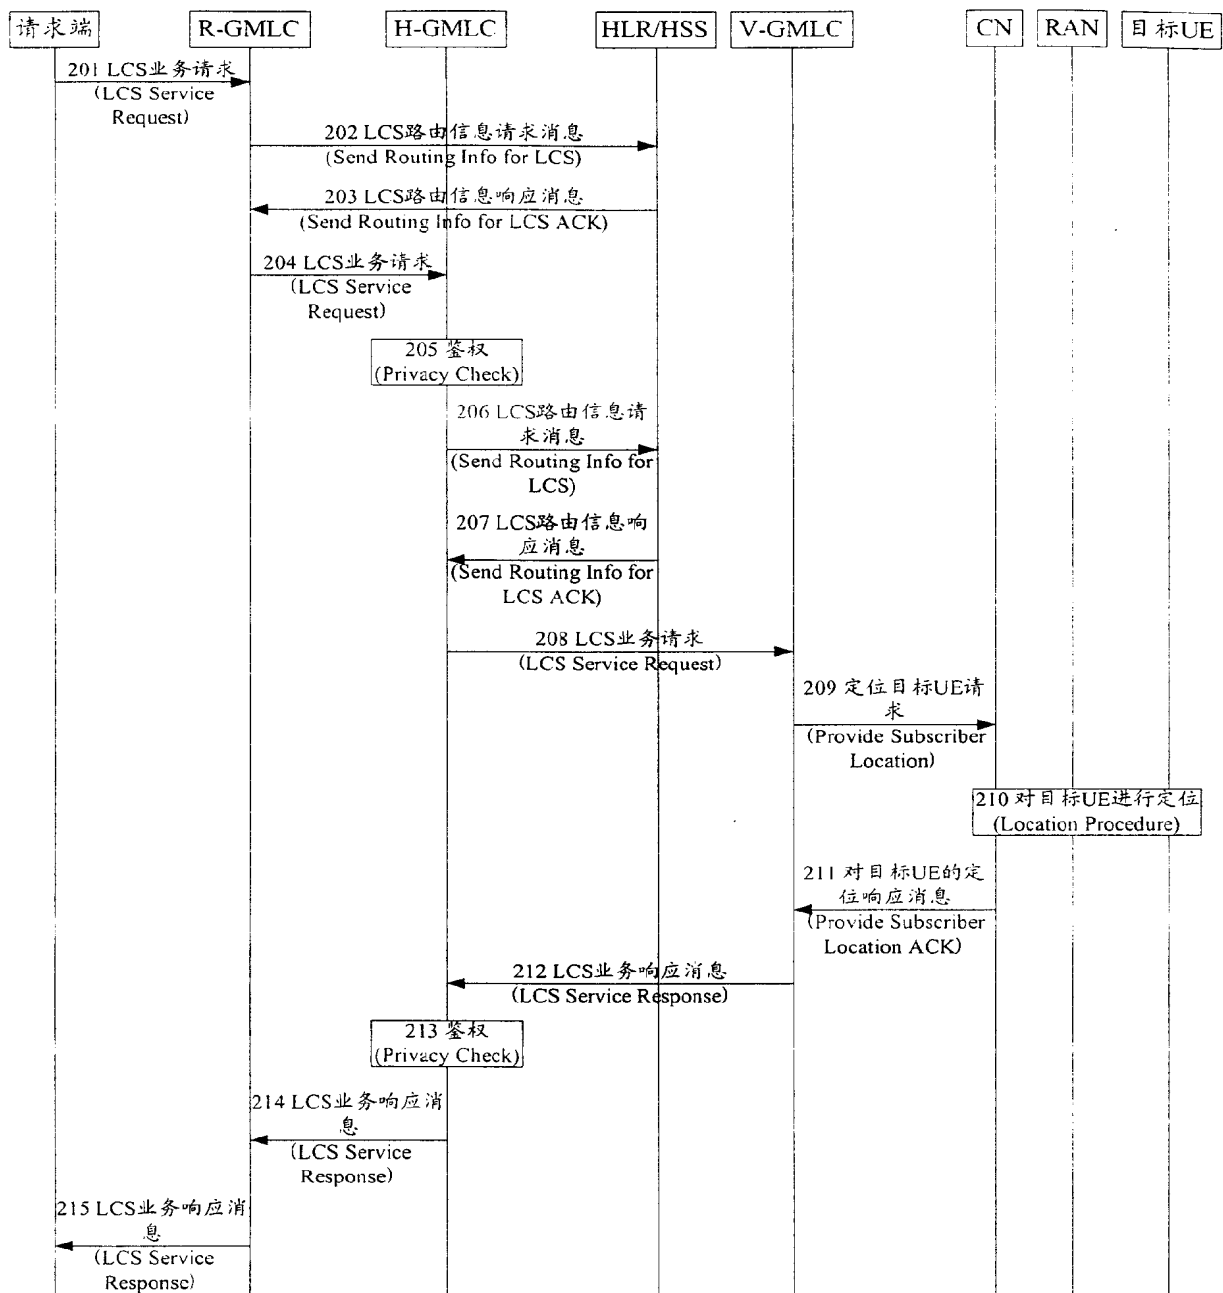 请求端
R-GMLC
H-GMLC
HLR/HSS
V-GMLC
CN
RAN
目标UE
201 LCS业务请求
(LCS Service
Request)
202 LCS路由信息请求消息
(Send Routing Info for LCS)
203 LCS路由信息响应消息
(Send Routing Info for LCS ACK)
204 LCS业务请求
(LCS Service
Request)
205 鉴权
(Privacy Check)
206 LCS路由信息请
求消息
(Send Routing Info for
LCS)
207 LCS路由信息响
应消息
(Send Routing Info for
LCS ACK)
208 LCS业务请求
(LCS Service Request)
209 定位目标UE请
求
(Provide Subscriber
Location)
210 对目标UE进行定位
(Location Procedure)
211 对目标UE的定
位响应消息
(Provide Subscriber
Location ACK)
212 LCS业务响应消息
(LCS Service Response)
213 鉴权
(Privacy Check)
214 LCS业务响应消
息
(LCS Service
Response)
215 LCS业务响应消
息
(LCS Service
Response)